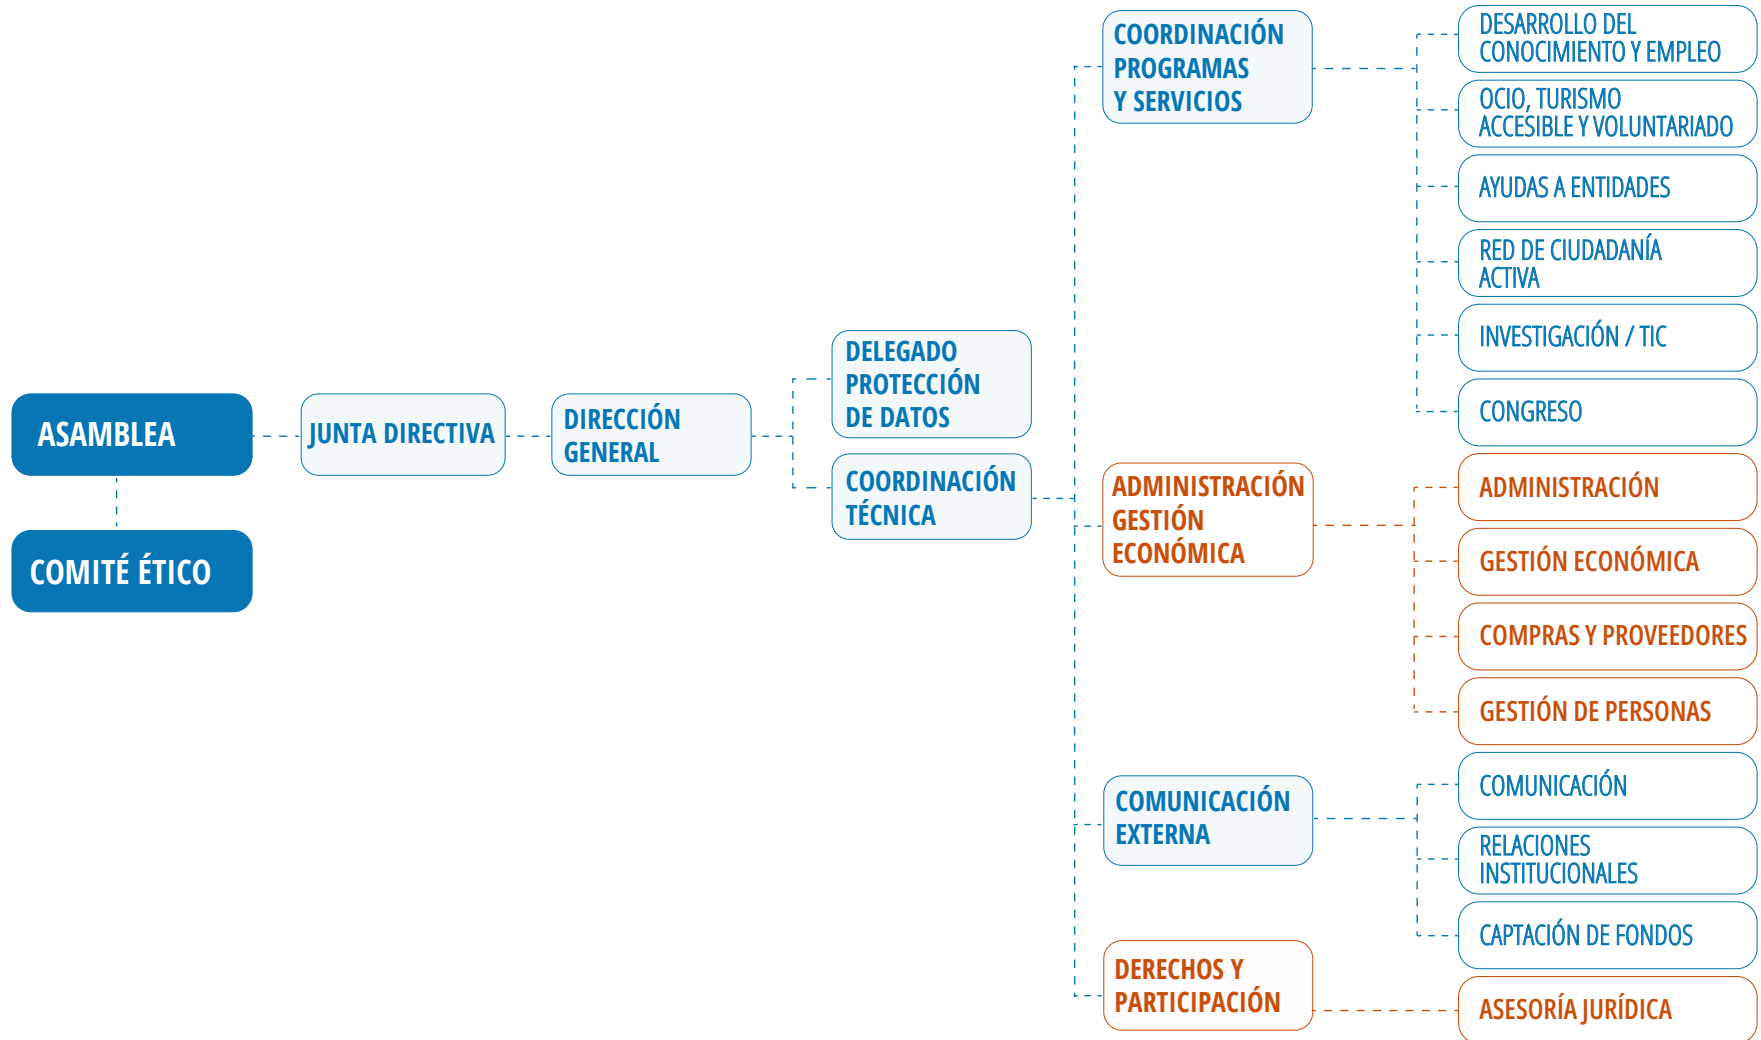 ASAMBLEA
COMITÉ ÉTICO
JUNTA DIRECTIVA
DIRECCIÓN
GENERAL
DELEGADO
PROTECCIÓN
DE DATOS
COORDINACIÓN
TÉCNICA
COORDINACIÓN
PROGRAMAS
Y SERVICIOS
DESARROLLO DEL
CONOCIMIENTO Y EMPLEO
OCIO, TURISMO
ACCESIBLE Y VOLUNTARIADO
AYUDAS A ENTIDADES
RED DE CIUDADANÍA
ACTIVA
INVESTIGACIÓN / TIC
CONGRESO
ADMINISTRACIÓN
GESTIÓN
ECONÓMICA
ADMINISTRACIÓN
GESTIÓN ECONÓMICA
COMPRAS Y PROVEEDORES
GESTIÓN DE PERSONAS
COMUNICACIÓN
EXTERNA
COMUNICACIÓN
RELACIONES
INSTITUCIONALES
CAPTACIÓN DE FONDOS
DERECHOS Y
PARTICIPACIÓN
ASESORÍA JURÍDICA